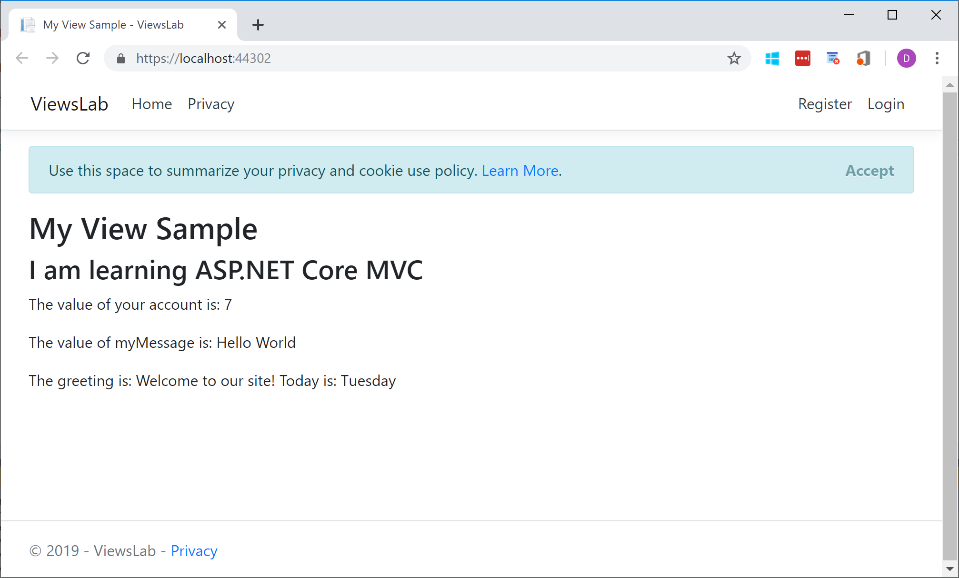 My View Sample - ViewsLab
https://localhost:44302
D
ViewsLab Home Privacy Register Login
Use this space to summarize your privacy and cookie use policy. Learn More. Accept
My View Sample
I am learning ASP.NET Core MVC
The value of your account is: 7
The value of myMessage is: Hello World
The greeting is: Welcome to our site! Today is: Tuesday
© 2019 - ViewsLab - Privacy